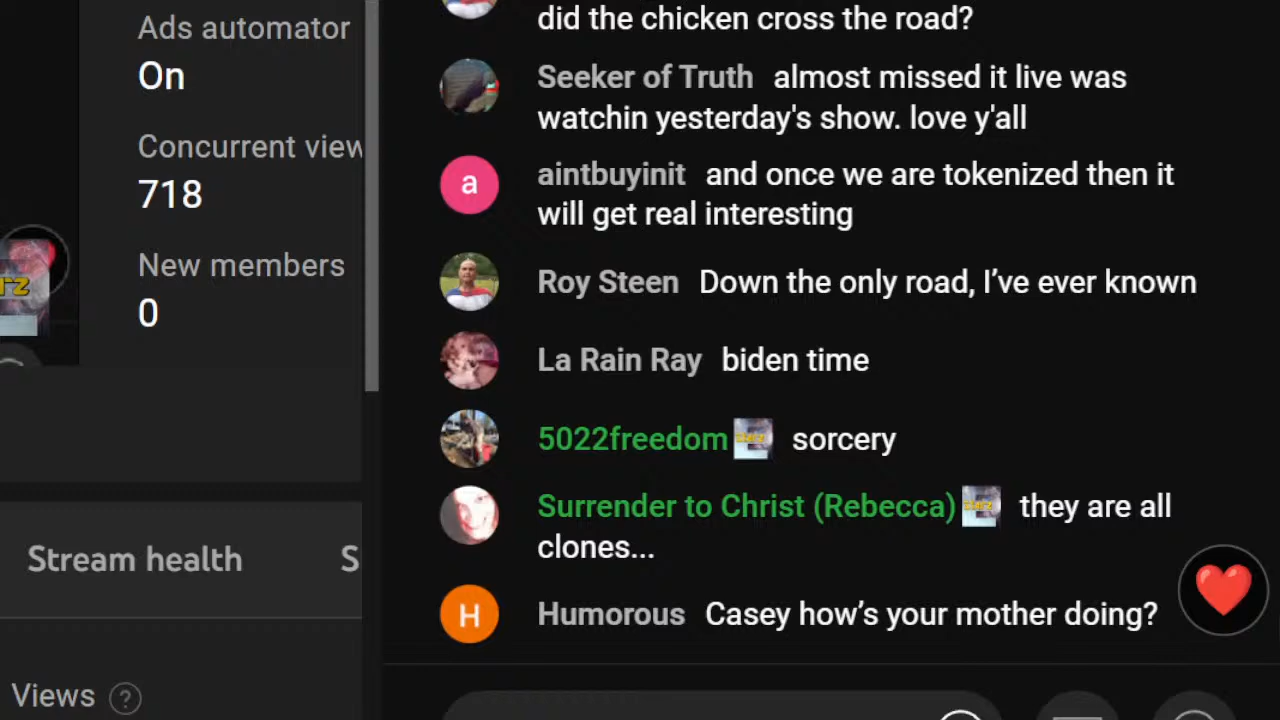 Ads automator
On
Concurrent view
718
New members
0
Stream health
S
Views ?
did the chicken cross the road?
Seeker of Truth almost missed it live was
watchin yesterday's show. love y'all
a
aintbuyinit and once we are tokenized then it
will get real interesting
Roy Steen Down the only road, I’ve ever known
La Rain Ray biden time
5022freedom sorcery
Surrender to Christ (Rebecca) they are all
clones...
H
Humorous Casey how’s your mother doing?